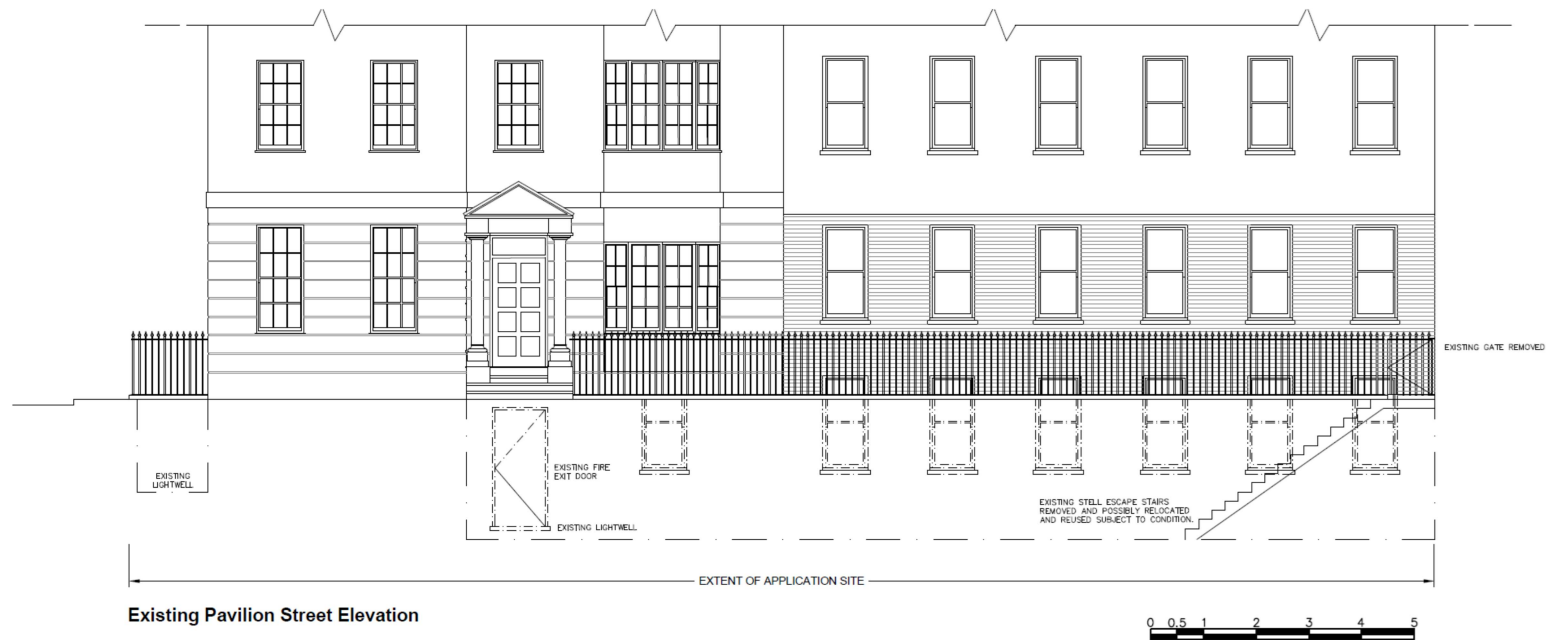 EXISTING GATE REMOVED
EXISTING
LIGHTWELL
EXISTING FIRE
EXIT DOOR
EXISTING LIGHTWELL
EXISTING STELL ESCAPE STAIRS
REMOVED AND POSSIBLY RELOCATED
AND REUSED SUBJECT TO CONDITION.
EXTENT OF APPLICATION SITE
Existing Pavilion Street Elevation
0 0.5 1 2 3 4 5